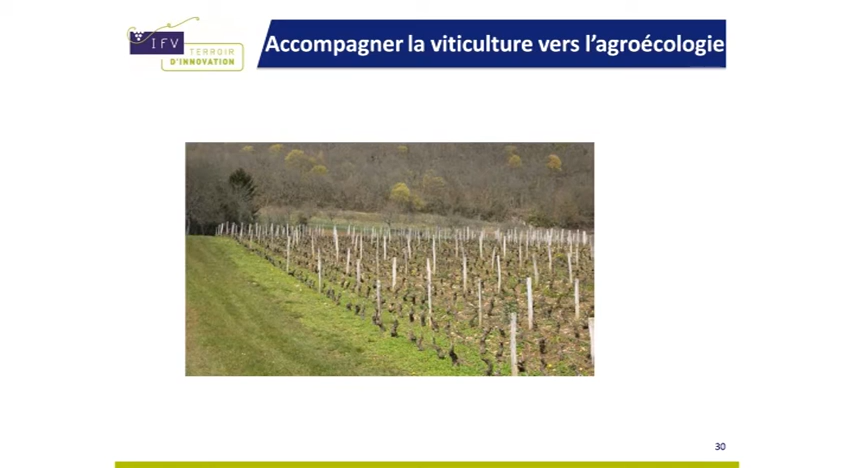 IFV
TERROIR
D'INNOVATION
Accompagner la viticulture vers l'agroécologie
30